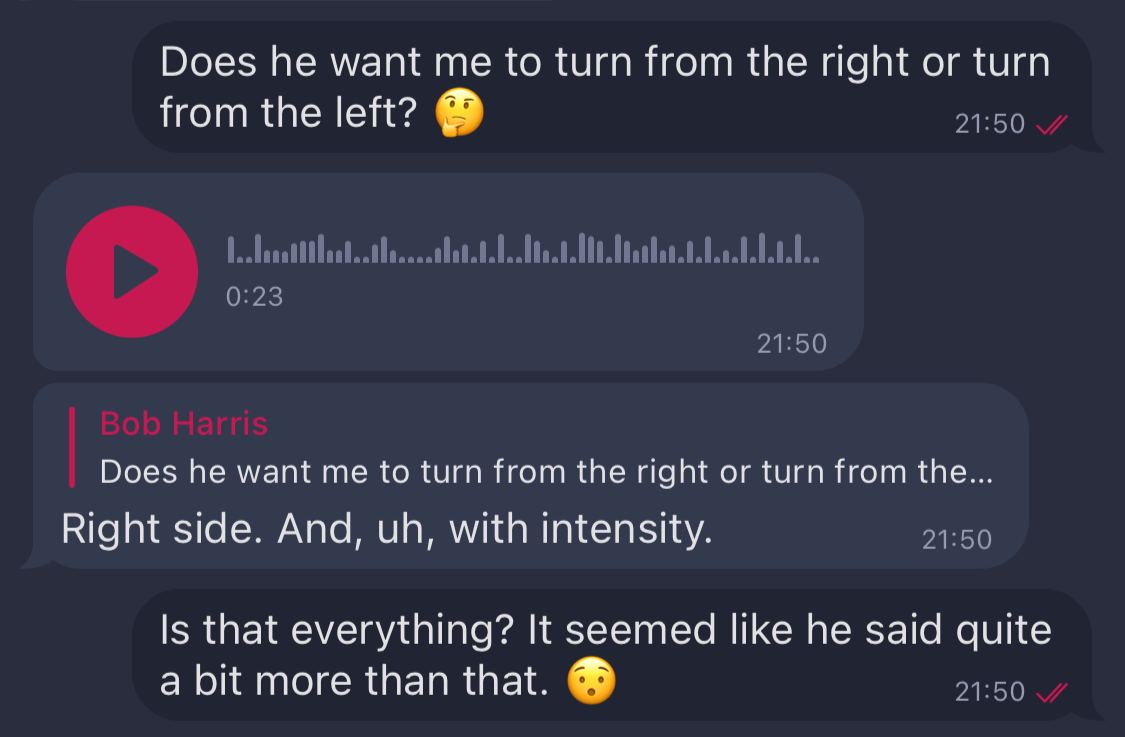 Does he want me to turn from the right or turn
from the left? 🤔
21:50
0:23
21:50
Bob Harris
Does he want me to turn from the right or turn from the...
Right side. And, uh, with intensity.
21:50
Is that everything? It seemed like he said quite
a bit more than that. 😯
21:50